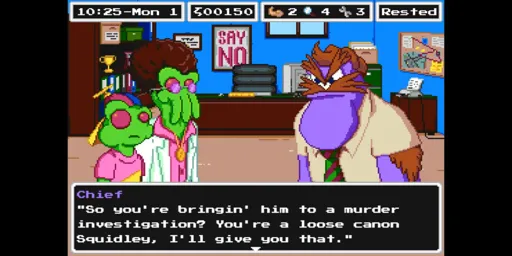 10:25-Mon 1 ζ00150 2 4 3 Rested
SAY
NO
Chief
"So you're bringin' him to a murder
investigation? You're a loose canon
Squidley, I'll give you that."